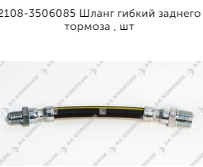 2108-3506085 Шланг гибкий заднего
тормоза , шт